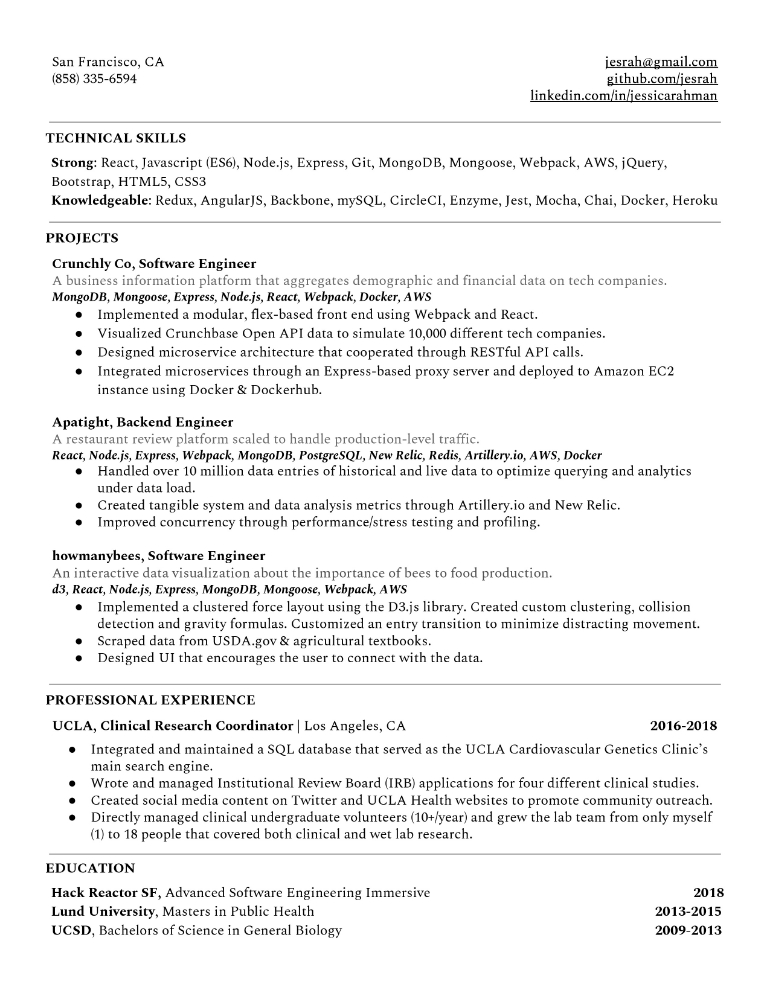 San Francisco, CA
(858) 335-6594
jesrah@gmail.com
github.com/jesrah
linkedin.com/in/jessicarahman
TECHNICAL SKILLS
Strong: React, Javascript (ES6), Node.js, Express, Git, MongoDB, Mongoose, Webpack, AWS, jQuery,
Bootstrap, HTML5, CSS3
Knowledgeable: Redux, AngularJS, Backbone, mySQL, CircleCI, Enzyme, Jest, Mocha, Chai, Docker, Heroku
PROJECTS
Crunchly Co, Software Engineer
A business information platform that aggregates demographic and financial data on tech companies.
MongoDB, Mongoose, Express, Node.js, React, Webpack, Docker, AWS
● Implemented a modular, flex-based front end using Webpack and React.
● Visualized Crunchbase Open API data to simulate 10,000 different tech companies.
● Designed microservice architecture that cooperated through RESTful API calls.
● Integrated microservices through an Express-based proxy server and deployed to Amazon EC2
instance using Docker & Dockerhub.
Apatight, Backend Engineer
A restaurant review platform scaled to handle production-level traffic.
React, Node.js, Express, Webpack, MongoDB, PostgreSQL, New Relic, Redis, Artillery.io, AWS, Docker
● Handled over 10 million data entries of historical and live data to optimize querying and analytics
under data load.
● Created tangible system and data analysis metrics through Artillery.io and New Relic.
● Improved concurrency through performance/stress testing and profiling.
howmanybees, Software Engineer
An interactive data visualization about the importance of bees to food production.
d3, React, Node.js, Express, MongoDB, Mongoose, Webpack, AWS
● Implemented a clustered force layout using the D3.js library. Created custom clustering, collision
detection and gravity formulas. Customized an entry transition to minimize distracting movement.
● Scraped data from USDA.gov & agricultural textbooks.
● Designed UI that encourages the user to connect with the data.
PROFESSIONAL EXPERIENCE
UCLA, Clinical Research Coordinator | Los Angeles, CA 2016-2018
● Integrated and maintained a SQL database that served as the UCLA Cardiovascular Genetics Clinic's
main search engine.
● Wrote and managed Institutional Review Board (IRB) applications for four different clinical studies.
● Created social media content on Twitter and UCLA Health websites to promote community outreach.
● Directly managed clinical undergraduate volunteers (10+/year) and grew the lab team from only myself
(1) to 18 people that covered both clinical and wet lab research.
EDUCATION
Hack Reactor SF, Advanced Software Engineering Immersive 2018
Lund University, Masters in Public Health 2013-2015
UCSD, Bachelors of Science in General Biology 2009-2013